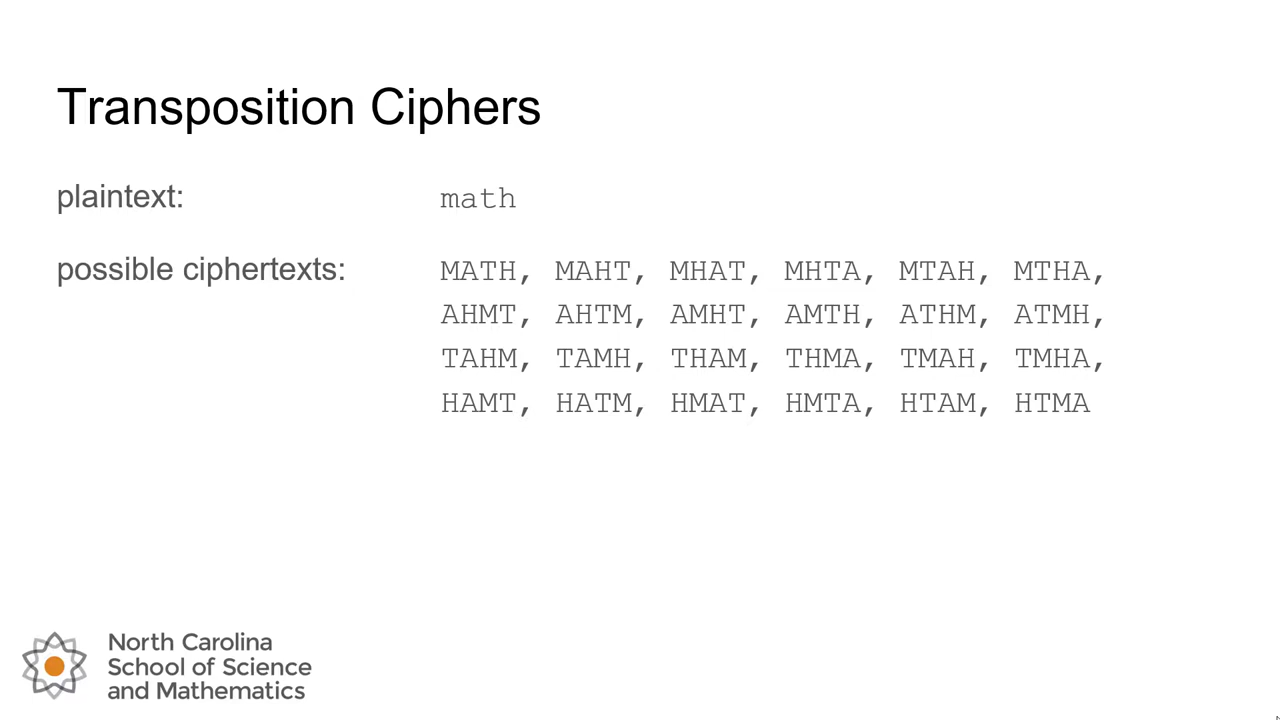 Transposition Ciphers
plaintext: math
possible ciphertexts: MATH, MAHT, MHAT, MHTA, MTAH, MTHA,
AHMT, AHTM, AMHT, AMTH, ATHM, ATMH,
TAHM, TAMH, THAM, THMA, TMAH, TMHA,
HAMT, HATM, HMAT, HMTA, HTAM, HTMA
North Carolina
School of Science
and Mathematics